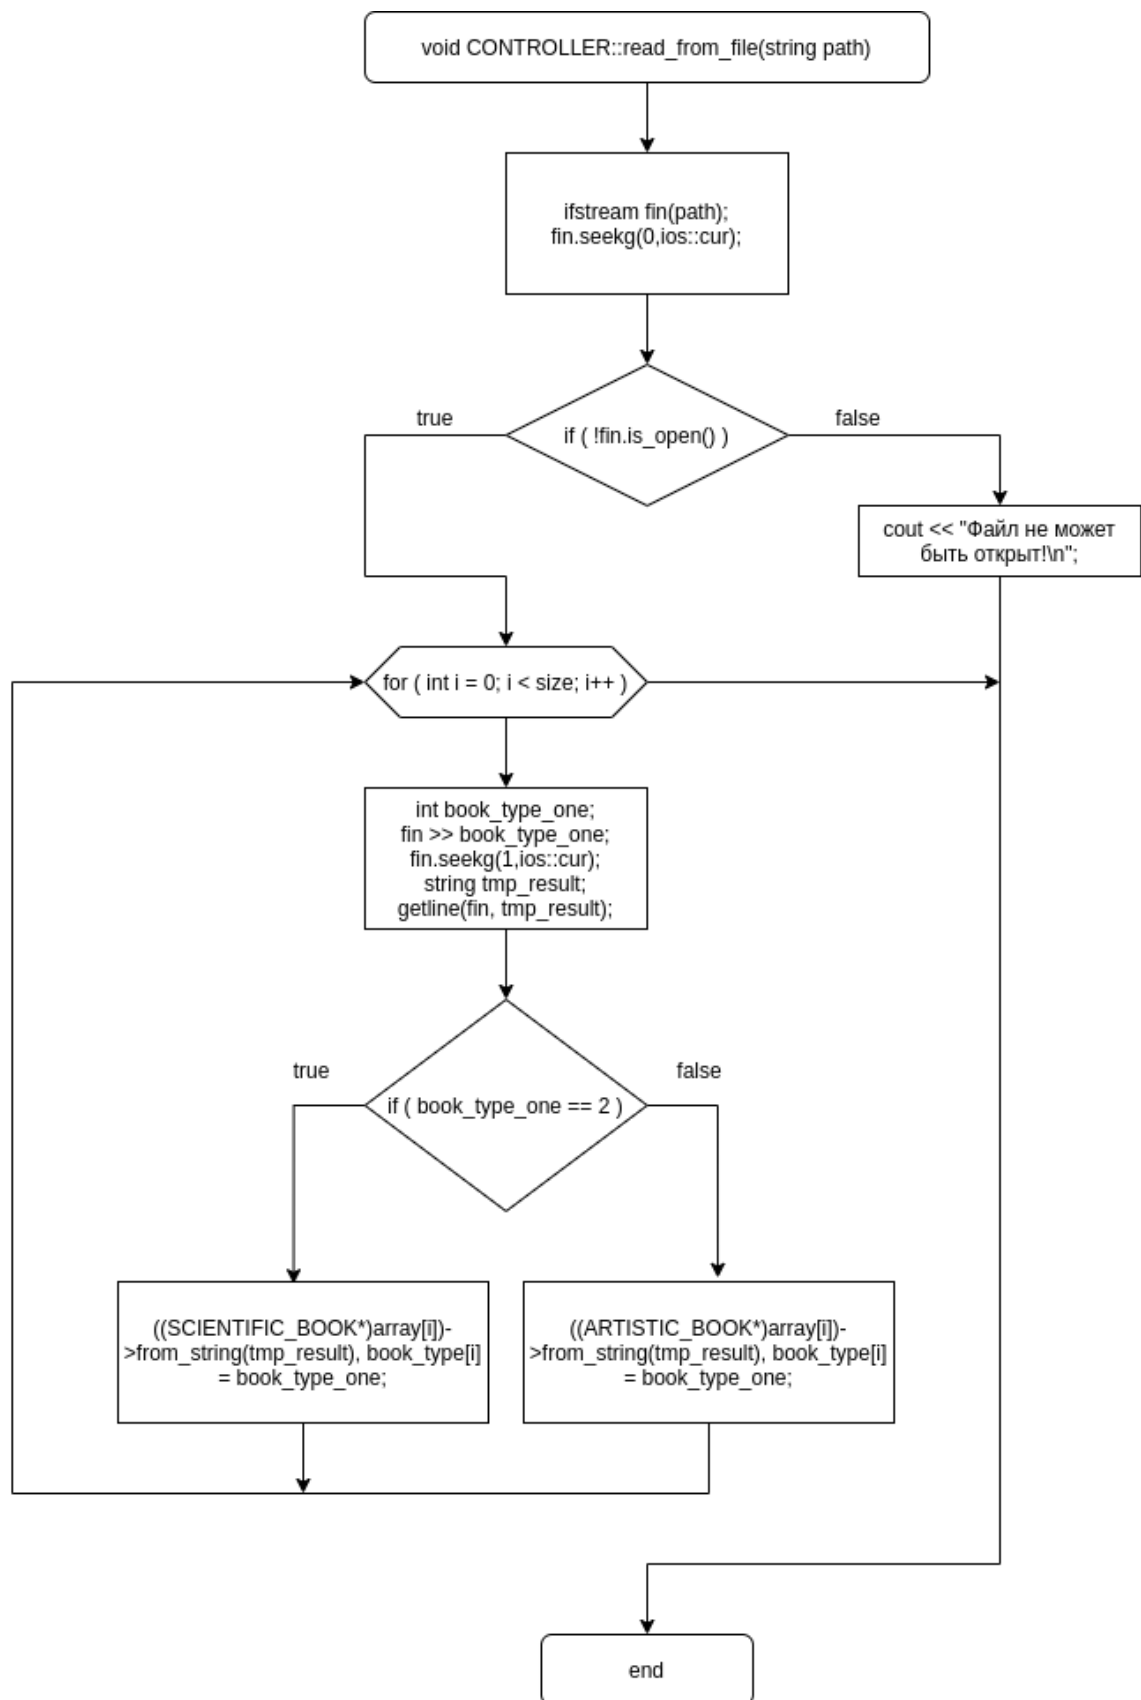 void CONTROLLER::read_from_file(string path)
ifstream fin(path);
fin.seekg(0,ios::cur);
true
false
if ( !fin.is_open() )
cout << "Файл не может
быть открыт!\n";
for ( int i = 0; i < size; i++ )
int book_type_one;
fin >> book_type_one;
fin.seekg(1,ios::cur);
string tmp_result;
getline(fin, tmp_result);
true
false
if ( book_type_one == 2 )
((SCIENTIFIC_BOOK*)array[i])-
>from_string(tmp_result), book_type[i]
= book_type_one;
((ARTISTIC_BOOK*)array[i])-
>from_string(tmp_result), book_type[i]
= book_type_one;
end